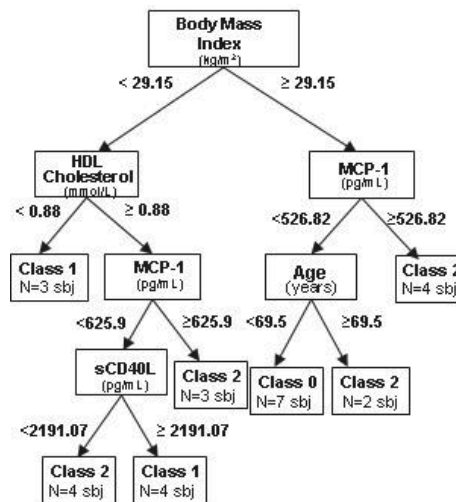 Body Mass
Index
(kg/m²)
< 29.15
≥ 29.15
HDL
Cholesterol
(mmol/L)
MCP-1
(pg/mL)
< 0.88
≥ 0.88
<526.82
≥526.82
Class 1
N=3 sbj
MCP-1
(pg/mL)
Age
(years)
Class 2
N=4 sbj
<625.9
≥625.9
<69.5
≥69.5
sCD40L
(pg/mL)
Class 2
N=3 sbj
Class 0
N=7 sbj
Class 2
N=2 sbj
<2191.07
≥ 2191.07
Class 2
N=4 sbj
Class 1
N=4 sbj